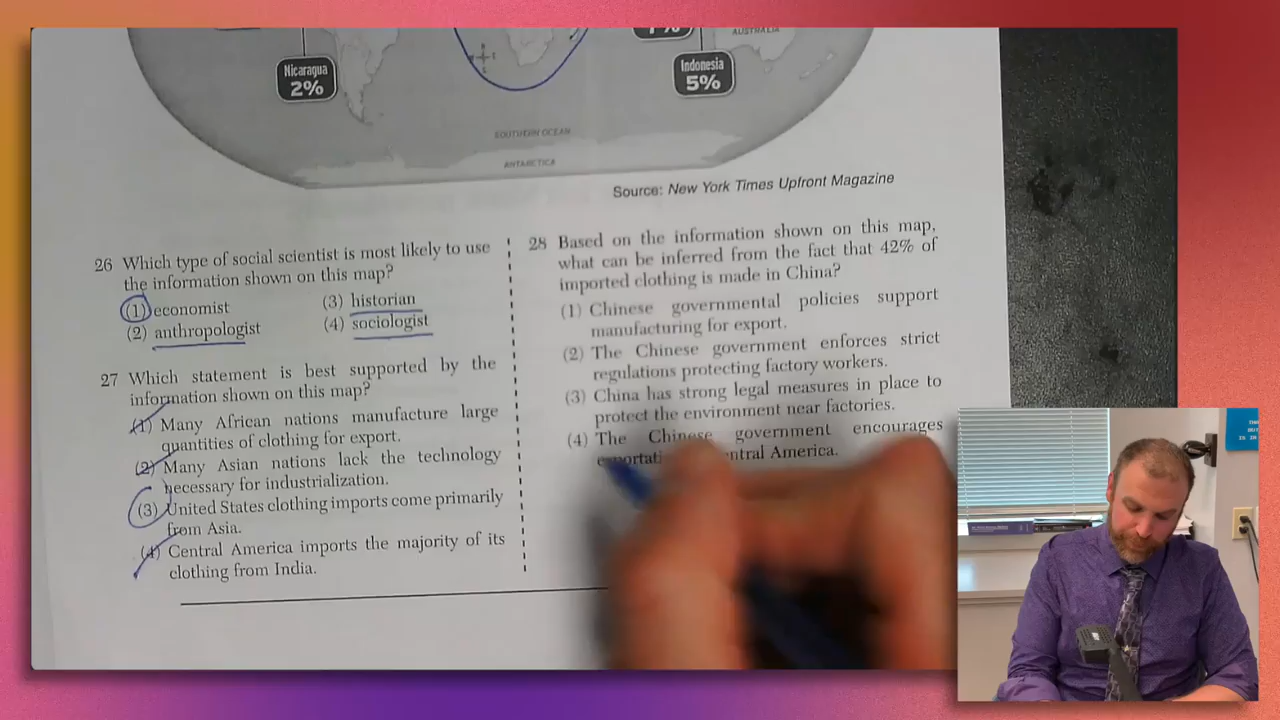 AUSTRALIA
Nicaragua
2%
Indonesia
5%
SOUTHERN OCEAN
ANTARCTICA
Source: New York Times Upfront Magazine
26 Which type of social scientist is most likely to use
the information shown on this map?
(1) economist
(3) historian
(2) anthropologist
(4) sociologist
27 Which statement is best supported by the
information shown on this map?
(1) Many African nations manufacture large
quantities of clothing for export.
(2) Many Asian nations lack the technology
necessary for industrialization.
(3) United States clothing imports come primarily
from Asia.
(4) Central America imports the majority of its
clothing from India.
28 Based on the information shown on this map,
what can be inferred from the fact that 42% of
imported clothing is made in China?
(1) Chinese governmental policies support
manufacturing for export.
(2) The Chinese government enforces strict
regulations protecting factory workers.
(3) China has strong legal measures in place to
protect the environment near factories.
(4) The Chinese government encourages
America.